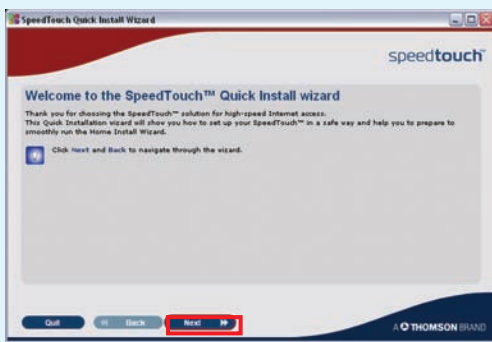 SpeedTouch Quick Install Wizard
speedtouch™
Welcome to the SpeedTouch™ Quick Install wizard
Thank you for choosing the SpeedTouch™ solution for high-speed Internet access.
This Quick Installation wizard will show you how to set up your SpeedTouch™ in a safe way and help you to prepare to
smoothly run the Home Install Wizard.
Click Next and Back to navigate through the wizard.
Quit Back Next
A THOMSON BRAND